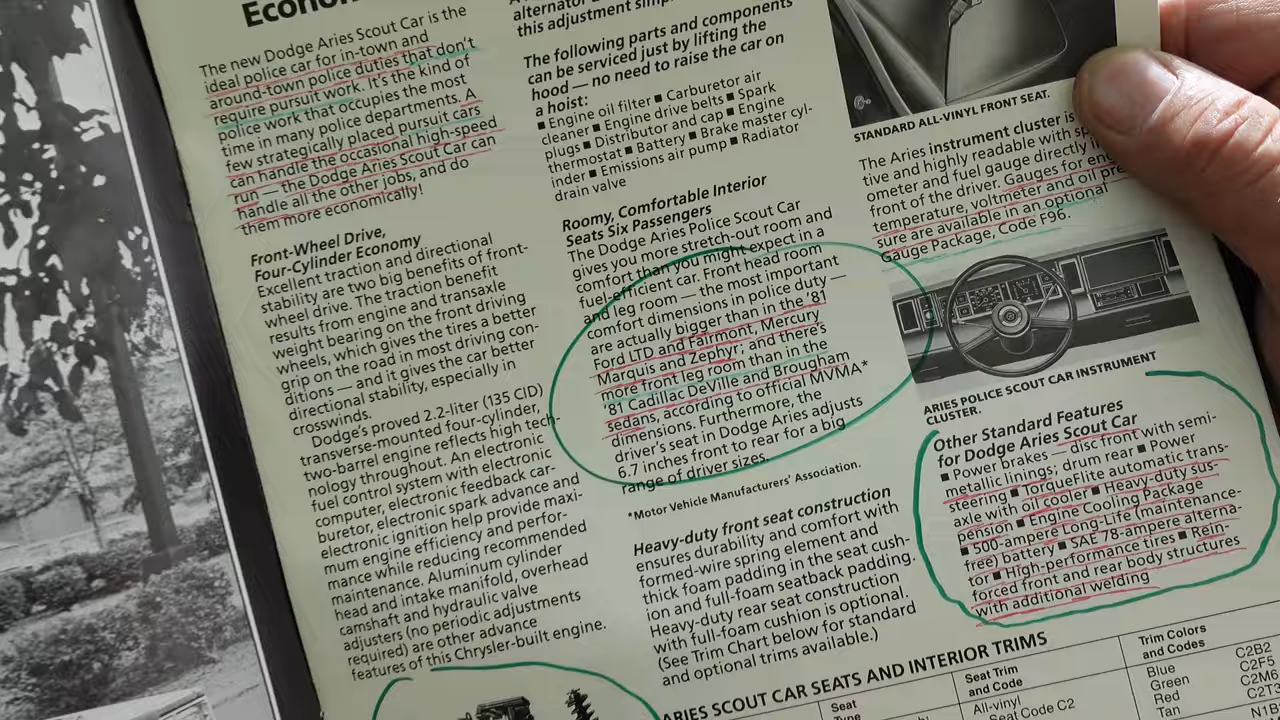 Econo
The new Dodge Aries Scout Car is the
ideal police car for in-town and
around-town police duties that don't
require pursuit work. It's the kind of
police work that occupies the most
time in many police departments. A
few strategically placed pursuit cars
can handle the occasional high-speed
run — the Dodge Aries Scout Car can
handle all the other jobs, and do
them more economically!
Front-Wheel Drive,
Four-Cylinder Economy
Excellent traction and directional
stability are two big benefits of front-
wheel drive. The traction benefit
results from engine and transaxle
weight bearing on the front driving
wheels, which gives the tires a better
grip on the road in most driving con-
ditions — and it gives the car better
directional stability, especially in
crosswinds.
Dodge's proved 2.2-liter (135 CID)
transverse-mounted four-cylinder,
two-barrel engine reflects high tech-
nology throughout. An electronic
fuel control system with electronic
computer, electronic feedback car-
buretor, electronic spark advance and
electronic ignition help provide maxi-
mum engine efficiency and perfor-
mance while reducing recommended
maintenance. Aluminum cylinder
head and intake manifold, overhead
camshaft and hydraulic valve
adjusters (no periodic adjustments
required) are other advance
features of this Chrysler-built engine.
alternator
this adjustment simp
The following parts and components
can be serviced just by lifting the
hood — no need to raise the car on
a hoist:
■ Engine oil filter ■ Carburetor air
cleaner ■ Engine drive belts ■ Spark
plugs ■ Distributor and cap ■ Engine
thermostat ■ Battery ■ Brake master cyl-
inder ■ Emissions air pump ■ Radiator
drain valve
Roomy, Comfortable Interior
Seats Six Passengers
The Dodge Aries Police Scout Car
gives you more stretch-out room and
comfort than you might expect in a
fuel-efficient car. Front head room
and leg room — the most important
comfort dimensions in police duty —
are actually bigger than in the '81
Ford LTD and Fairmont, Mercury
Marquis and Zephyr; and there's
more front leg room than in the
'81 Cadillac DeVille and Brougham
sedans, according to official MVMA*
dimensions. Furthermore, the
driver's seat in Dodge Aries adjusts
6.7 inches front to rear for a big
range of driver sizes.
*Motor Vehicle Manufacturers' Association.
Heavy-duty front seat construction
ensures durability and comfort with
formed-wire spring element and
thick foam padding in the seat cush-
ion and full-foam seatback padding.
Heavy-duty rear seat construction
with full-foam cushion is optional.
(See Trim Chart below for standard
and optional trims available.)
STANDARD ALL-VINYL FRONT SEAT.
The Aries instrument cluster is
tive and highly readable with sp
ometer and fuel gauge directly in
front of the driver. Gauges for eng
temperature, voltmeter and oil pre
sure are available in an optional
Gauge Package, Code F96.
ARIES POLICE SCOUT CAR INSTRUMENT
CLUSTER.
Other Standard Features
for Dodge Aries Scout Car
■ Power brakes — disc front with semi-
metallic linings; drum rear ■ Power
steering ■ TorqueFlite automatic trans-
axle with oil cooler ■ Heavy-duty sus-
pension ■ Engine Cooling Package
■ 500-ampere Long-Life (maintenance-
free) battery ■ SAE 78-ampere alterna-
tor ■ High-performance tires ■ Rein-
forced front and rear body structures
with additional welding
ARIES SCOUT CAR SEATS AND INTERIOR TRIMS
Seat
Type
Seat Trim
and Code
All-vinyl
Seat Code C2
Trim Colors
and Codes
Blue C2B2
Green C2F5
Red C2M6
Tan C2T3
N1B